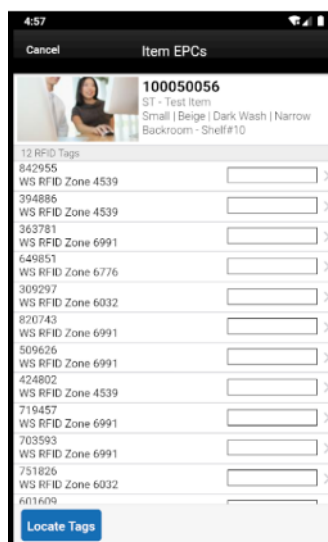 4:57
Cancel Item EPCs
100050056
ST - Test Item
Small | Beige | Dark Wash | Narrow
Backroom - Shelf#10
12 RFID Tags
842955
WS RFID Zone 4539
394886
WS RFID Zone 4539
363781
WS RFID Zone 6991
649851
WS RFID Zone 6776
309297
WS RFID Zone 6032
820743
WS RFID Zone 6991
509626
WS RFID Zone 6991
424802
WS RFID Zone 4539
719457
WS RFID Zone 6991
703593
WS RFID Zone 6991
751826
WS RFID Zone 6032
601609
Locate Tags